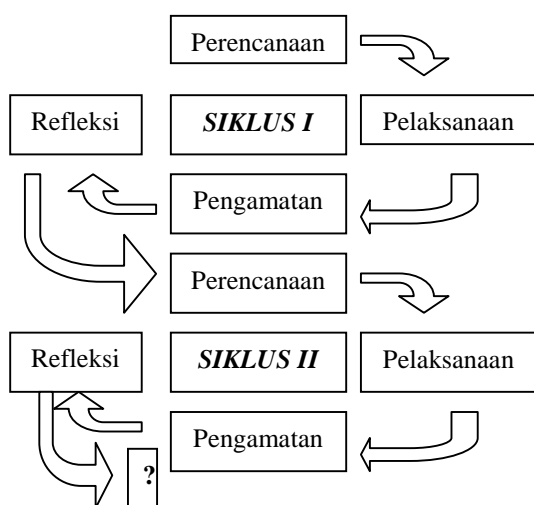 Perencanaan
Refleksi
SIKLUS I
Pelaksanaan
Pengamatan
Perencanaan
Refleksi
SIKLUS II
Pelaksanaan
Pengamatan
?